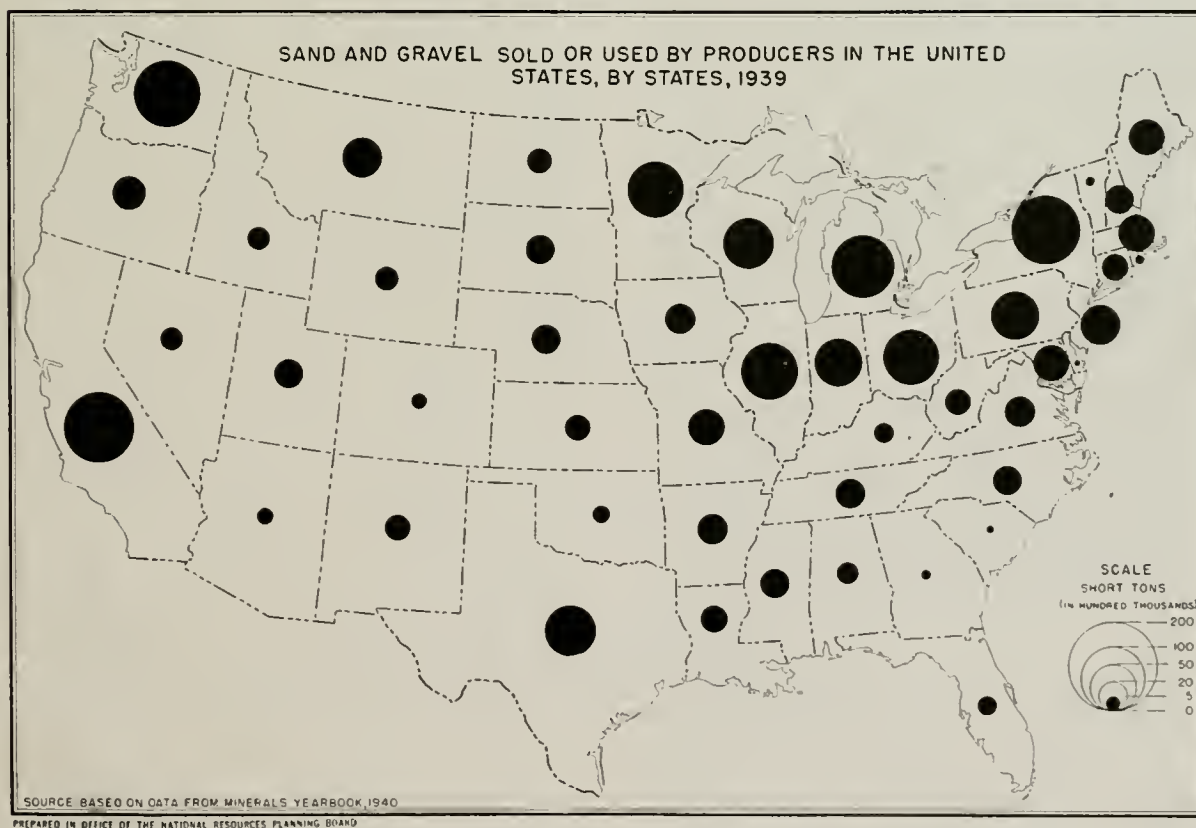 SAND AND GRAVEL SOLD OR USED BY PRODUCERS IN THE UNITED
STATES, BY STATES, 1939
SCALE
SHORT TONS
(IN HUNDRED THOUSANDS)
200
100
50
20
5
0
SOURCE BASED ON DATA FROM MINERALS YEARBOOK, 1940
PREPARED IN OFFICE OF THE NATIONAL RESOURCES PLANNING BOARD